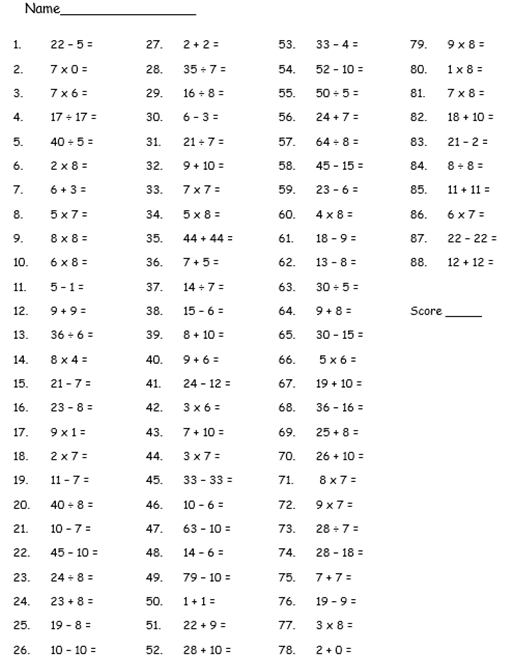 Name____________________
1. 22 – 5 =
2. 7 x 0 =
3. 7 x 6 =
4. 17 ÷ 17 =
5. 40 ÷ 5 =
6. 2 x 8 =
7. 6 + 3 =
8. 5 x 7 =
9. 8 x 8 =
10. 6 x 8 =
11. 5 – 1 =
12. 9 + 9 =
13. 36 ÷ 6 =
14. 8 x 4 =
15. 21 – 7 =
16. 23 – 8 =
17. 9 x 1 =
18. 2 x 7 =
19. 11 – 7 =
20. 40 ÷ 8 =
21. 10 – 7 =
22. 45 – 10 =
23. 24 ÷ 8 =
24. 23 + 8 =
25. 19 – 8 =
26. 10 – 10 =
27. 2 + 2 =
28. 35 ÷ 7 =
29. 16 ÷ 8 =
30. 6 – 3 =
31. 21 ÷ 7 =
32. 9 + 10 =
33. 7 x 7 =
34. 5 x 8 =
35. 44 + 44 =
36. 7 + 5 =
37. 14 ÷ 7 =
38. 15 – 6 =
39. 8 + 10 =
40. 9 + 6 =
41. 24 – 12 =
42. 3 x 6 =
43. 7 + 10 =
44. 3 x 7 =
45. 33 – 33 =
46. 10 – 6 =
47. 63 – 10 =
48. 14 – 6 =
49. 79 – 10 =
50. 1 + 1 =
51. 22 + 9 =
52. 28 + 10 =
53. 33 – 4 =
54. 52 – 10 =
55. 50 ÷ 5 =
56. 24 + 7 =
57. 64 ÷ 8 =
58. 45 – 15 =
59. 23 – 6 =
60. 4 x 8 =
61. 18 – 9 =
62. 13 – 8 =
63. 30 ÷ 5 =
64. 9 + 8 =
65. 30 – 15 =
66. 5 x 6 =
67. 19 + 10 =
68. 36 – 16 =
69. 25 + 8 =
70. 26 + 10 =
71. 8 x 7 =
72. 9 x 7 =
73. 28 ÷ 7 =
74. 28 – 18 =
75. 7 + 7 =
76. 19 – 9 =
77. 3 x 8 =
78. 2 + 0 =
79. 9 x 8 =
80. 1 x 8 =
81. 7 x 8 =
82. 18 + 10 =
83. 21 – 2 =
84. 8 ÷ 8 =
85. 11 + 11 =
86. 6 x 7 =
87. 22 – 22 =
88. 12 + 12 =
Score _____